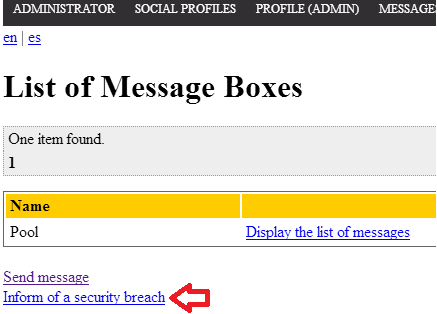 ADMINISTRATOR SOCIAL PROFILES PROFILE (ADMIN) MESSAGES
en | es
List of Message Boxes
One item found.
1
Name
Pool Display the list of messages
Send message
Inform of a security breach